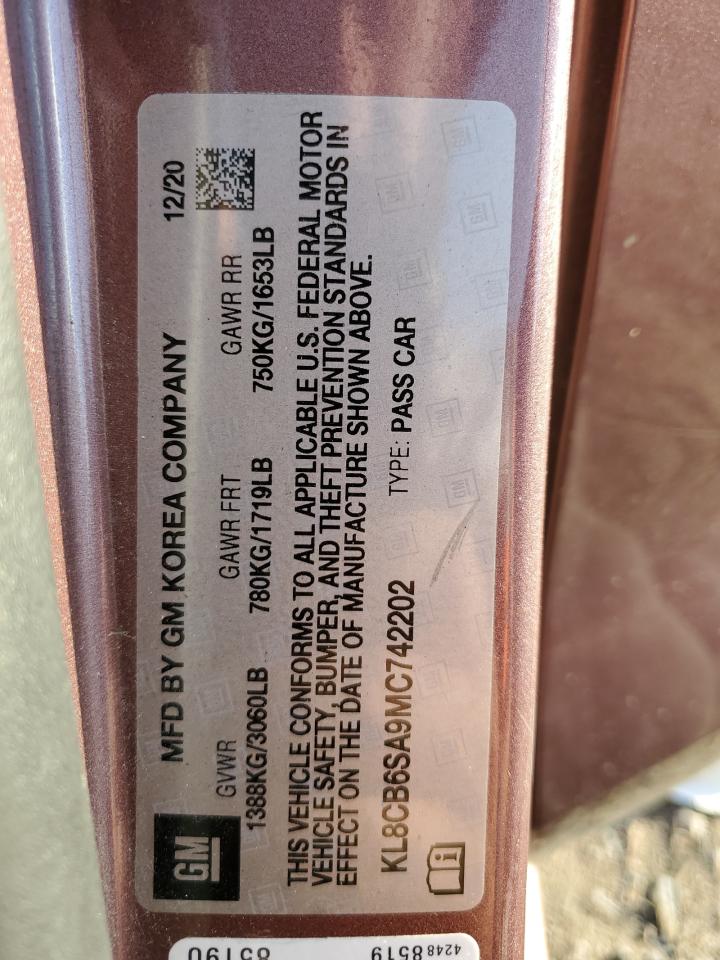 GM
MFD BY GM KOREA COMPANY 12/20
GVWR GAWR FRT GAWR RR
1388KG/3060LB 780KG/1719LB 750KG/1653LB
THIS VEHICLE CONFORMS TO ALL APPLICABLE U.S. FEDERAL MOTOR
VEHICLE SAFETY, BUMPER, AND THEFT PREVENTION STANDARDS IN
EFFECT ON THE DATE OF MANUFACTURE SHOWN ABOVE.
KL8CB6SA9MC742202 TYPE: PASS CAR
42488519